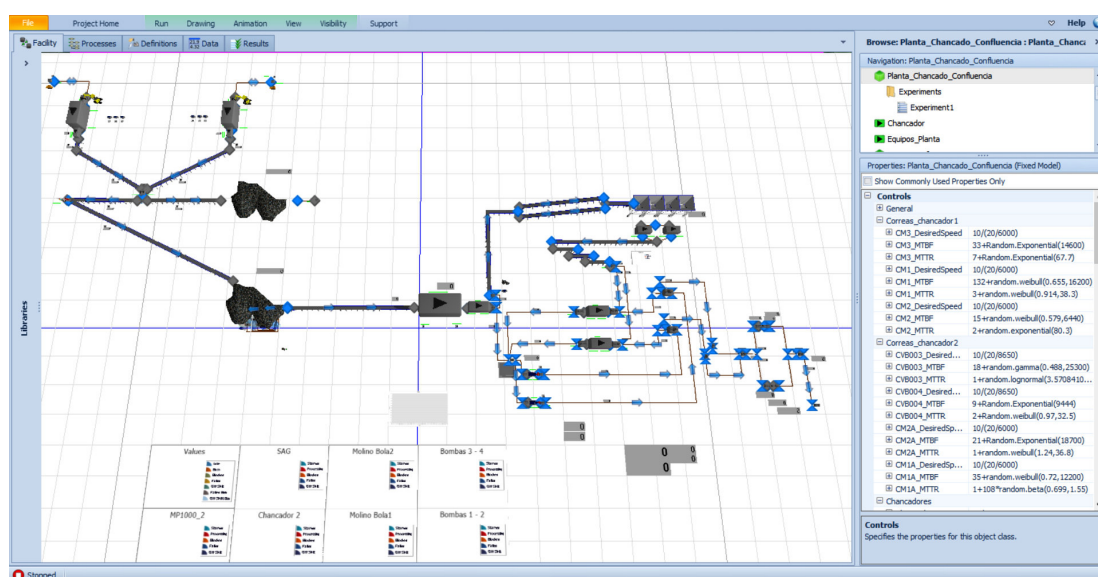 File Project Home Run Drawing Animation View Visibility Support Help
Facility Processes Definitions Data Results
Browse: Planta_Chancado_Confluencia : Planta_Chanca
Navigation: Planta_Chancado_Confluencia
Planta_Chancado_Confluencia
Experiments
Experiment1
Chancador
Equipos_Planta
Properties: Planta_Chancado_Confluencia (Fixed Model)
Show Commonly Used Properties Only
Controls
General
Correas_chancador1
CM3_DesiredSpeed 10/(20/6000)
CM3_MTBF 33+Random.Exponential(14600)
CM3_MTTR 7+Random.Exponential(67.7)
CM1_DesiredSpeed 10/(20/6000)
CM1_MTBF 132+random.weibull(0.655,16200)
CM1_MTTR 3+random.weibull(0.914,38.3)
CM2_DesiredSpeed 10/(20/6000)
CM2_MTBF 15+random.weibull(0.579,6440)
CM2_MTTR 2+random.exponential(80.3)
Correas_chancador2
CVB003_Desired... 10/(20/8650)
CVB003_MTBF 18+random.gamma(0.488,25300)
CVB003_MTTR 1+random.lognormal(3.5708410...
CVB004_Desired... 10/(20/8650)
CVB004_MTBF 9+Random.Exponential(9444)
CVB004_MTTR 2+Random.weibull(0.97,32.5)
CM2A_DesiredSp... 10/(20/6000)
CM2A_MTBF 21+Random.Exponential(18700)
CM2A_MTTR 1+random.weibull(1.24,36.8)
CM1A_DesiredSp... 10/(20/6000)
CM1A_MTBF 35+random.weibull(0.72,12200)
CM1A_MTTR 1+108*random.beta(0.699,1.55)
Chancadores
Controls
Specifies the properties for this object class.
Libraries
0
0
0
0
0
0
0
Values SAG Molino Bola2 Bombas 3 - 4
MP1000_2 Chancador 2 Molino Bola1 Bombas 1 - 2
Stopped